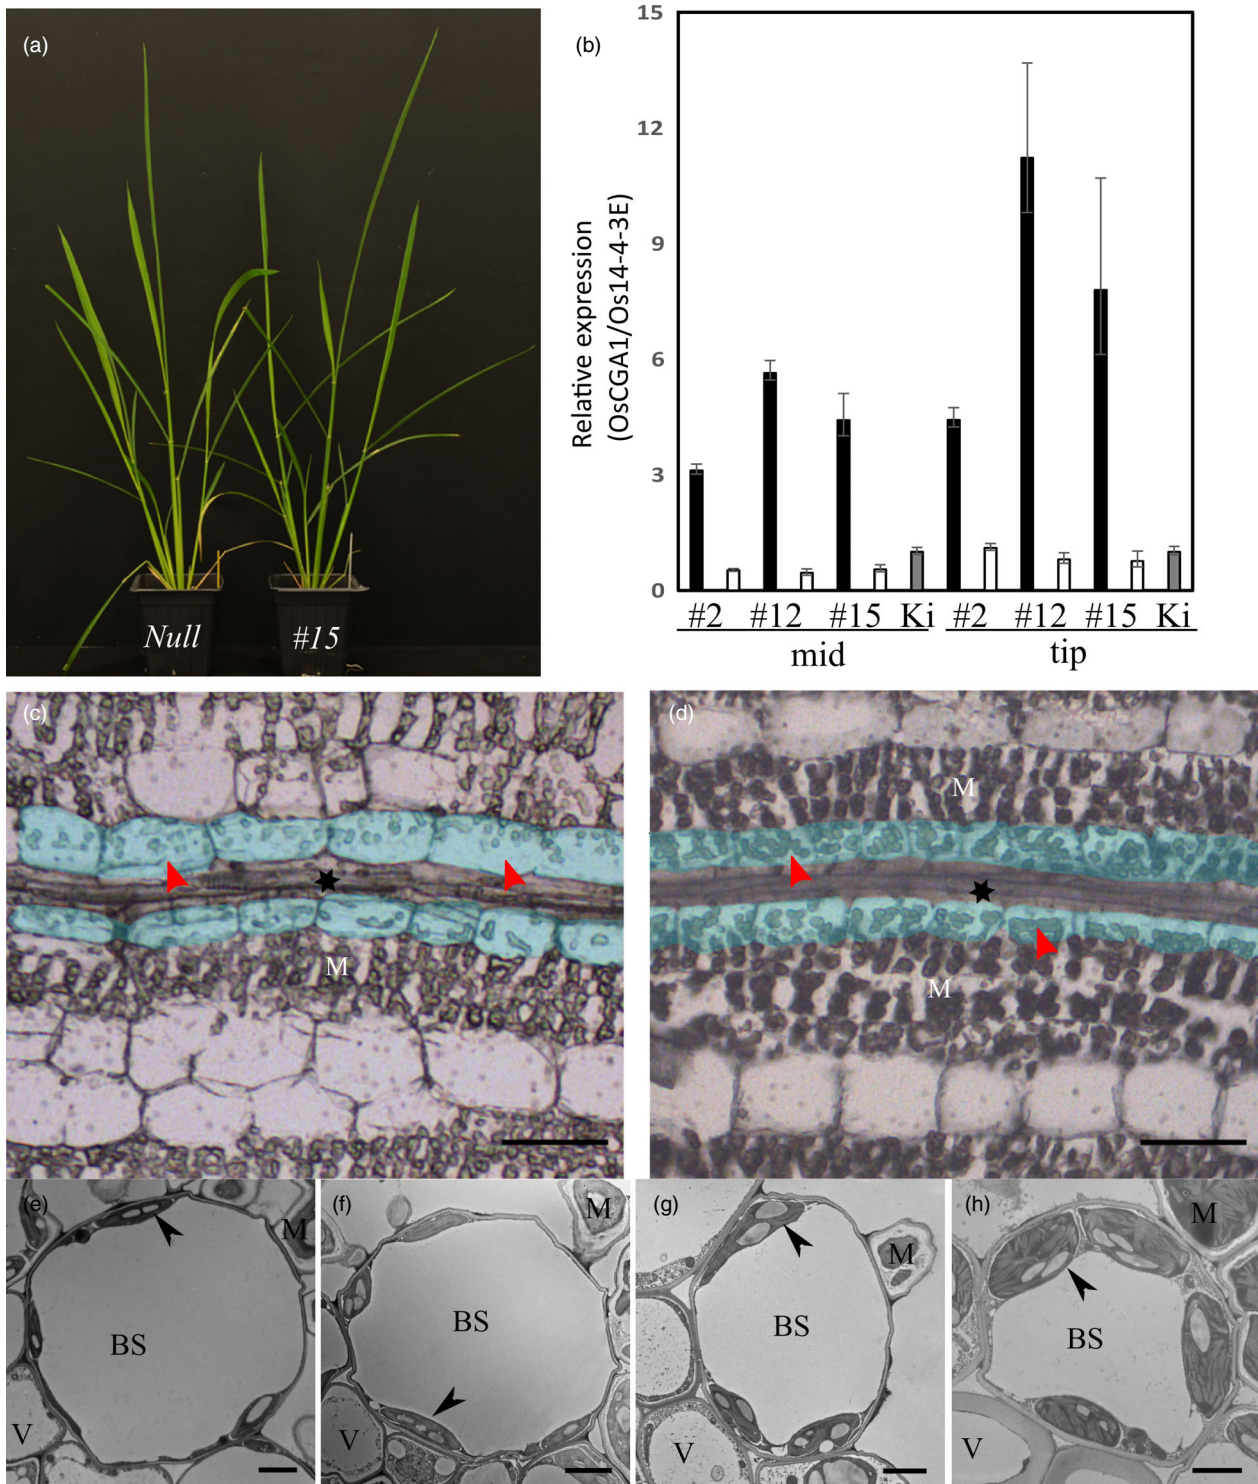 (a)
Null
#15
(b)
Relative expression
(OsCGA1/Os14-4-3E)
15
12
9
6
3
0
#2 #12 #15 Ki #2 #12 #15 Ki
mid tip
(c)
M
(d)
M
M
(e)
M
BS
V
(f)
M
BS
V
(g)
M
BS
V
(h)
M
BS
V